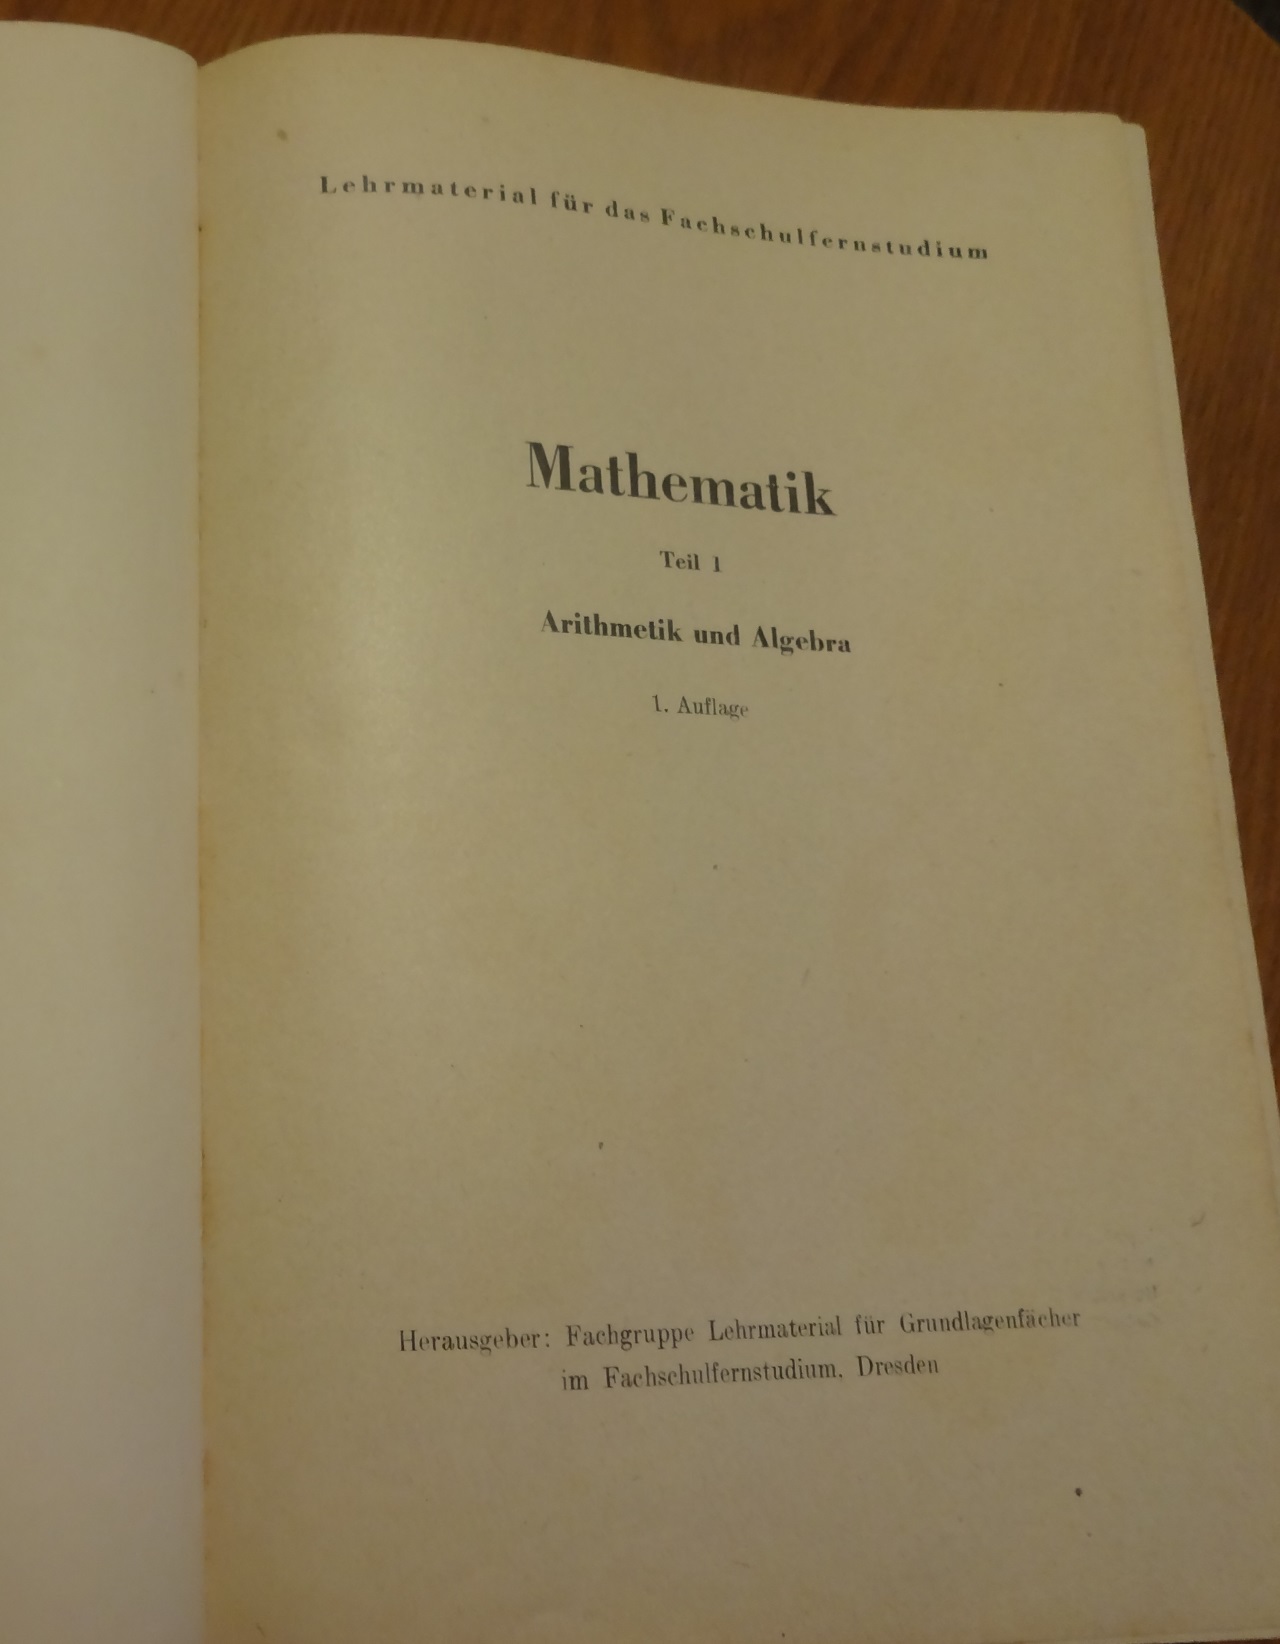 Lehrmaterial für das Fachschulfernstudium
Mathematik
Teil 1
Arithmetik und Algebra
1. Auflage
Herausgeber: Fachgruppe Lehrmaterial für Grundlagenfächer
im Fachschulfernstudium, Dresden